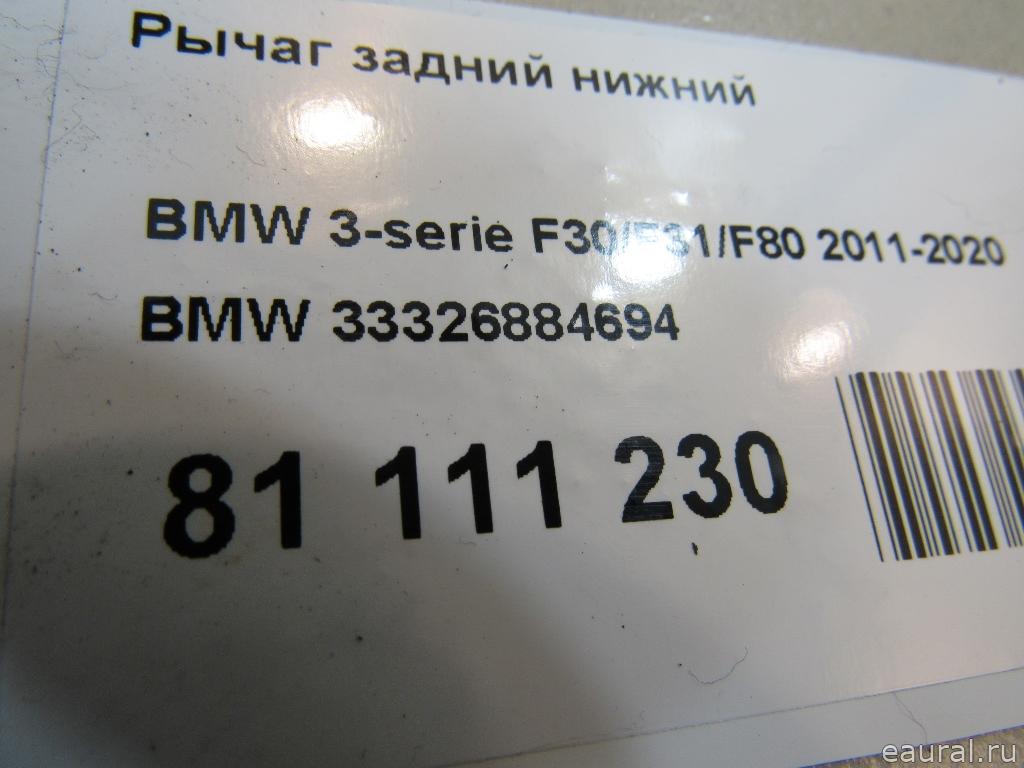 Рычаг задний нижний
BMW 3-serie F30/F31/F80 2011-2020
BMW 33326884694
81 111 230
eaural.ru